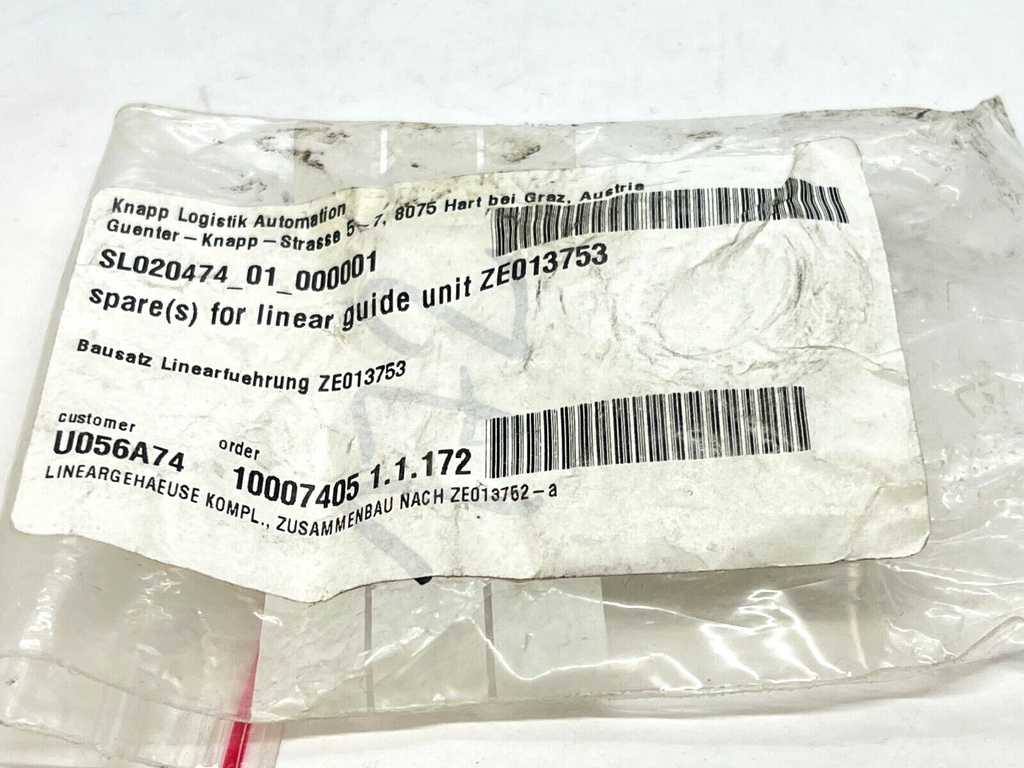 Knapp Logistik Automation
Guenter-Knapp-Strasse 5-7, 8075 Hart bei Graz, Austria
SL020474_01_000001
spare(s) for linear guide unit ZE013753
Bausatz Linearfuehrung ZE013753
customer order
U056A74 10007405 1.1.172
LINEARGEHAEUSE KOMPL., ZUSAMMENBAU NACH ZE013762-a